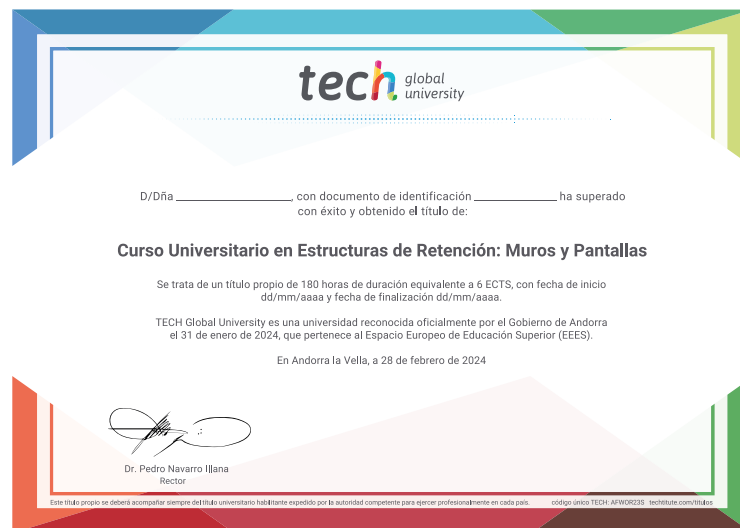 tech global university
D/Dña ______________, con documento de identificación ______________ ha superado
con éxito y obtenido el título de:
Curso Universitario en Estructuras de Retención: Muros y Pantallas
Se trata de un título propio de 180 horas de duración equivalente a 6 ECTS, con fecha de inicio
dd/mm/aaaa y fecha de finalización dd/mm/aaaa.
TECH Global University es una universidad reconocida oficialmente por el Gobierno de Andorra
el 31 de enero de 2024, que pertenece al Espacio Europeo de Educación Superior (EEES).
En Andorra la Vella, a 28 de febrero de 2024
Dr. Pedro Navarro Illana
Rector
Este título propio se deberá acompañar siempre del título universitario habilitante expedido por la autoridad competente para ejercer profesionalmente en cada país. código único TECH: AFWOR23S techtitute.com/titulos